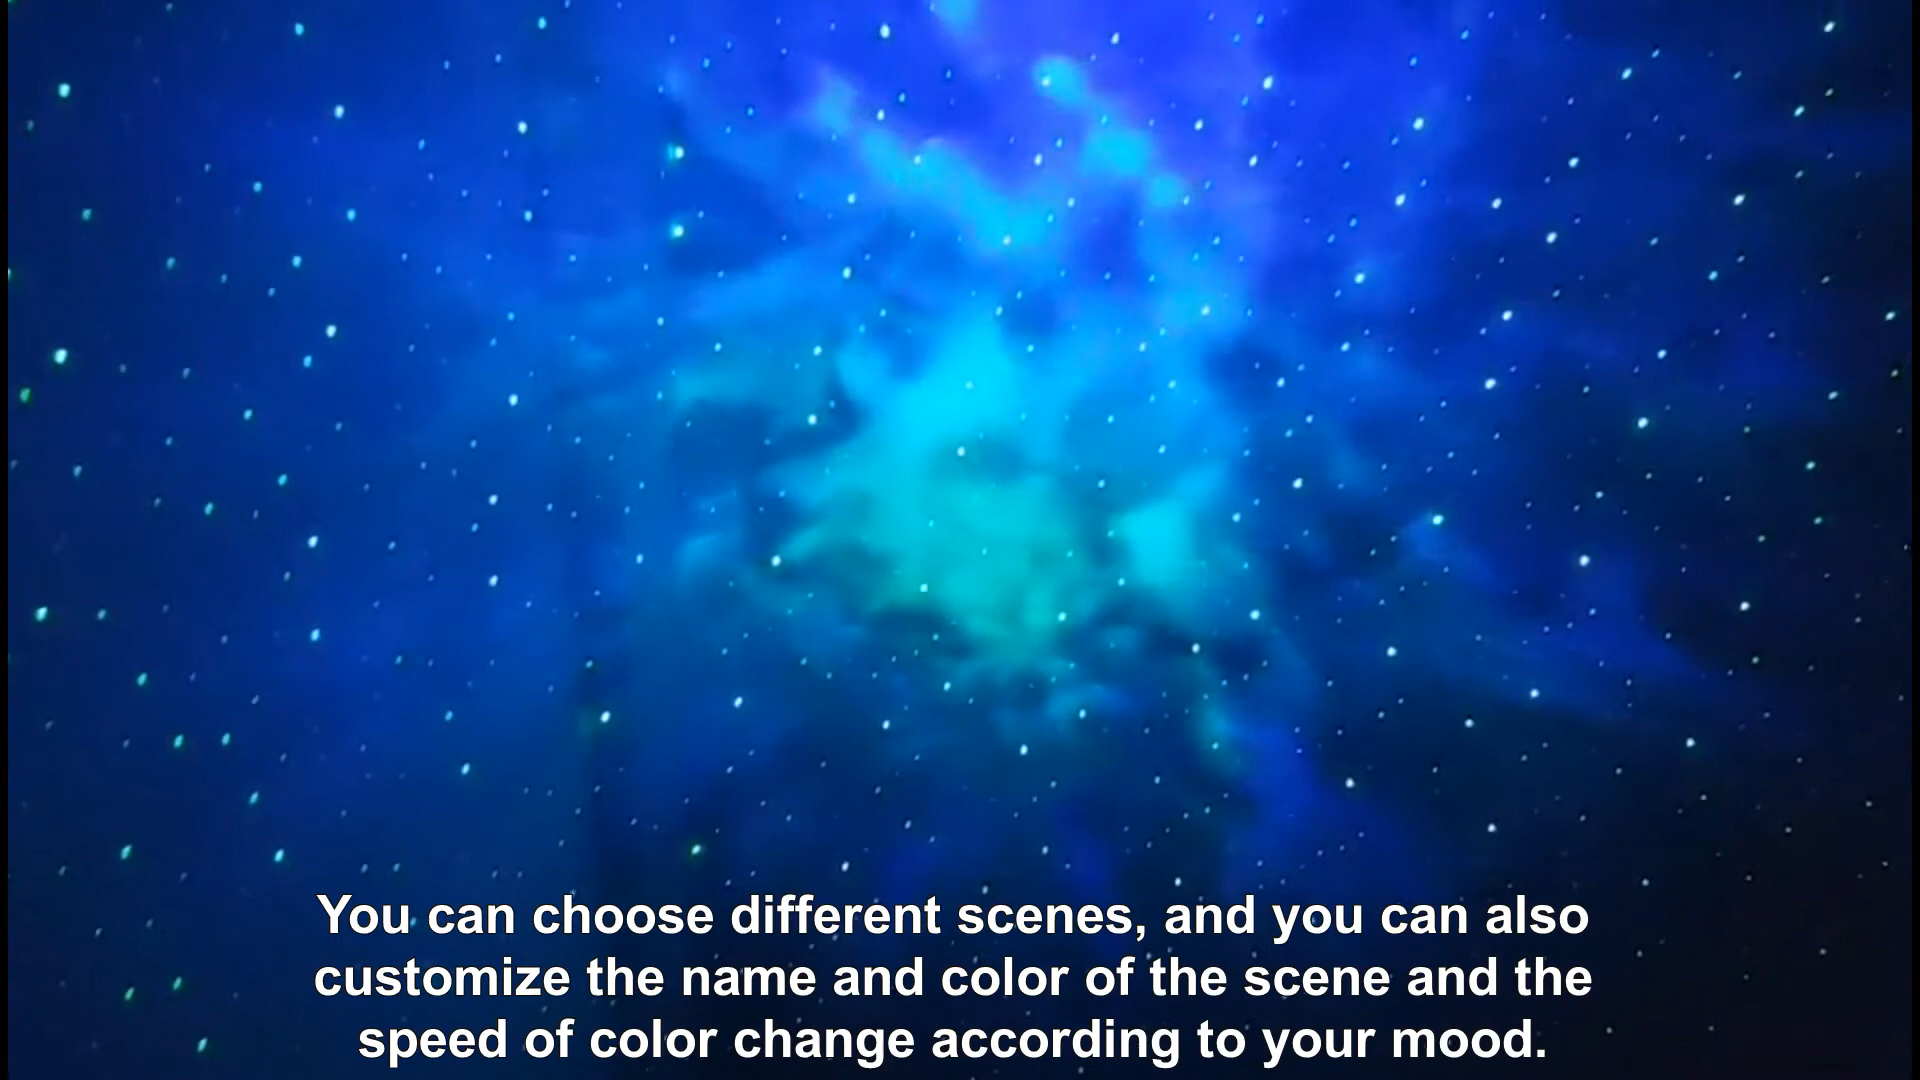 You can choose different scenes, and you can also
customize the name and color of the scene and the
speed of color change according to your mood.